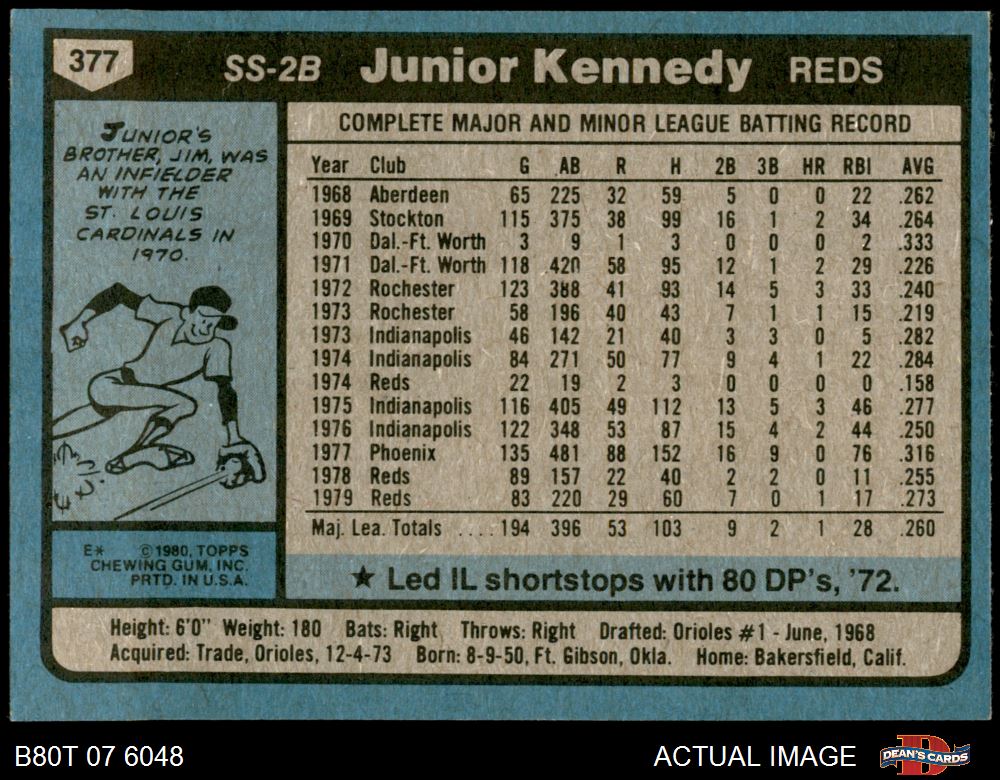 377 SS-2B Junior Kennedy REDS
JUNIOR'S
BROTHER, JIM, WAS
AN INFIELDER
WITH THE
ST. LOUIS
CARDINALS IN
1970.
E* ©1980, TOPPS
CHEWING GUM, INC.
PRTD. IN U.S.A.
COMPLETE MAJOR AND MINOR LEAGUE BATTING RECORD
Year Club G AB R H 2B 3B HR RBI AVG
1968 Aberdeen 65 225 32 59 5 0 0 22 .262
1969 Stockton 115 375 38 99 16 1 2 34 .264
1970 Dal.-Ft. Worth 3 9 1 3 0 0 0 2 .333
1971 Dal.-Ft. Worth 118 420 58 95 12 1 2 29 .226
1972 Rochester 123 388 41 93 14 5 3 33 .240
1973 Rochester 58 196 40 43 7 1 1 15 .219
1973 Indianapolis 46 142 21 40 3 3 0 5 .282
1974 Indianapolis 84 271 50 77 9 4 1 22 .284
1974 Reds 22 19 2 3 0 0 0 0 .158
1975 Indianapolis 116 405 49 112 13 5 3 46 .277
1976 Indianapolis 122 348 53 87 15 4 2 44 .250
1977 Phoenix 135 481 88 152 16 9 0 76 .316
1978 Reds 89 157 22 40 2 2 0 11 .255
1979 Reds 83 220 29 60 7 0 1 17 .273
Maj. Lea. Totals ....194 396 53 103 9 2 1 28 .260
★ Led IL shortstops with 80 DP's, '72.
Height: 6'0" Weight: 180 Bats: Right Throws: Right Drafted: Orioles #1 - June, 1968
Acquired: Trade, Orioles, 12-4-73 Born: 8-9-50, Ft. Gibson, Okla. Home: Bakersfield, Calif.
B80T 07 6048 ACTUAL IMAGE DEAN'S CARDS